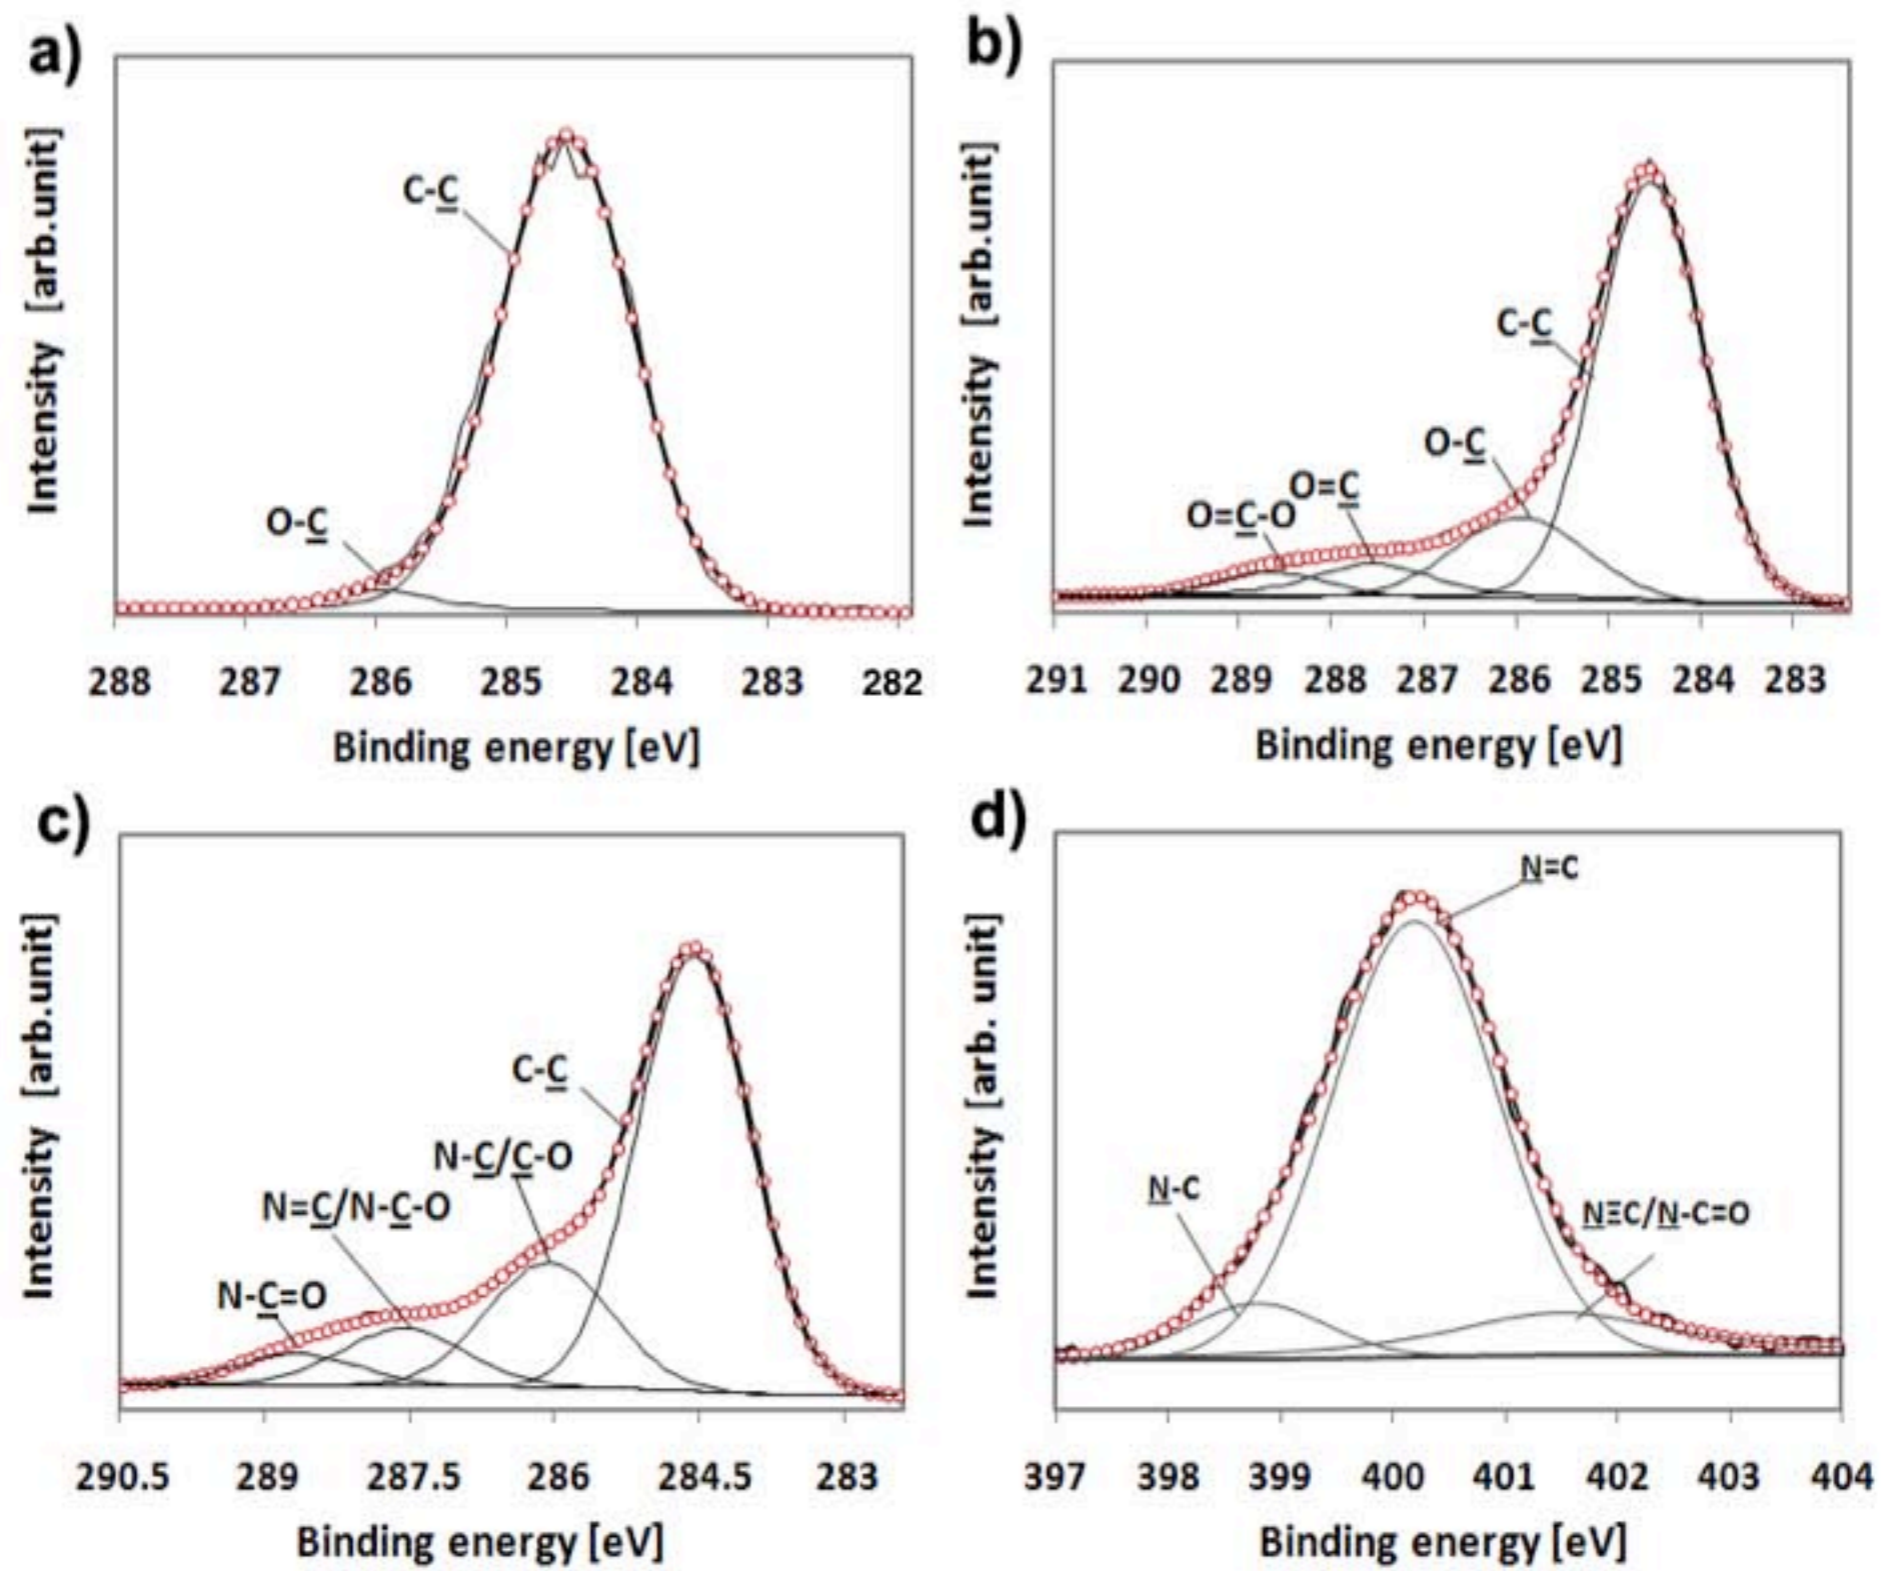 a)
Intensity [arb.unit]
C-C
O-C
288 287 286 285 284 283 282
Binding energy [eV]
b)
Intensity [arb.unit]
C-C
O-C
O=C
O=C-O
291 290 289 288 287 286 285 284 283
Binding energy [eV]
c)
Intensity [arb.unit]
C-C
N-C/C-O
N=C/N-C-O
N-C=O
290.5 289 287.5 286 284.5 283
Binding energy [eV]
d)
Intensity [arb. unit]
N=C
N-C
N≡C/N-C=O
397 398 399 400 401 402 403 404
Binding energy [eV]